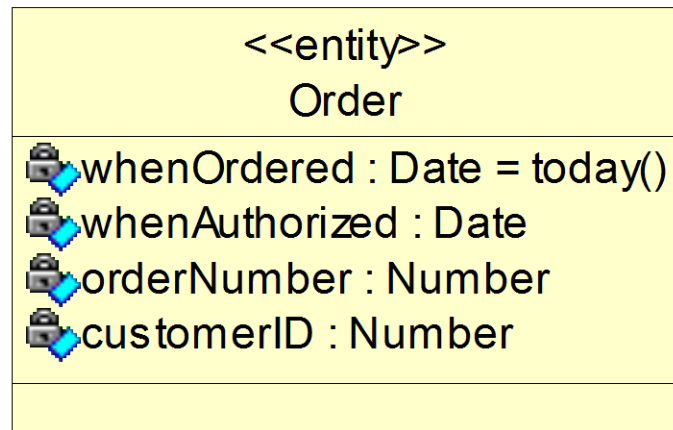 <<entity>>
Order
whenOrdered : Date = today()
whenAuthorized : Date
orderNumber : Number
customerID : Number